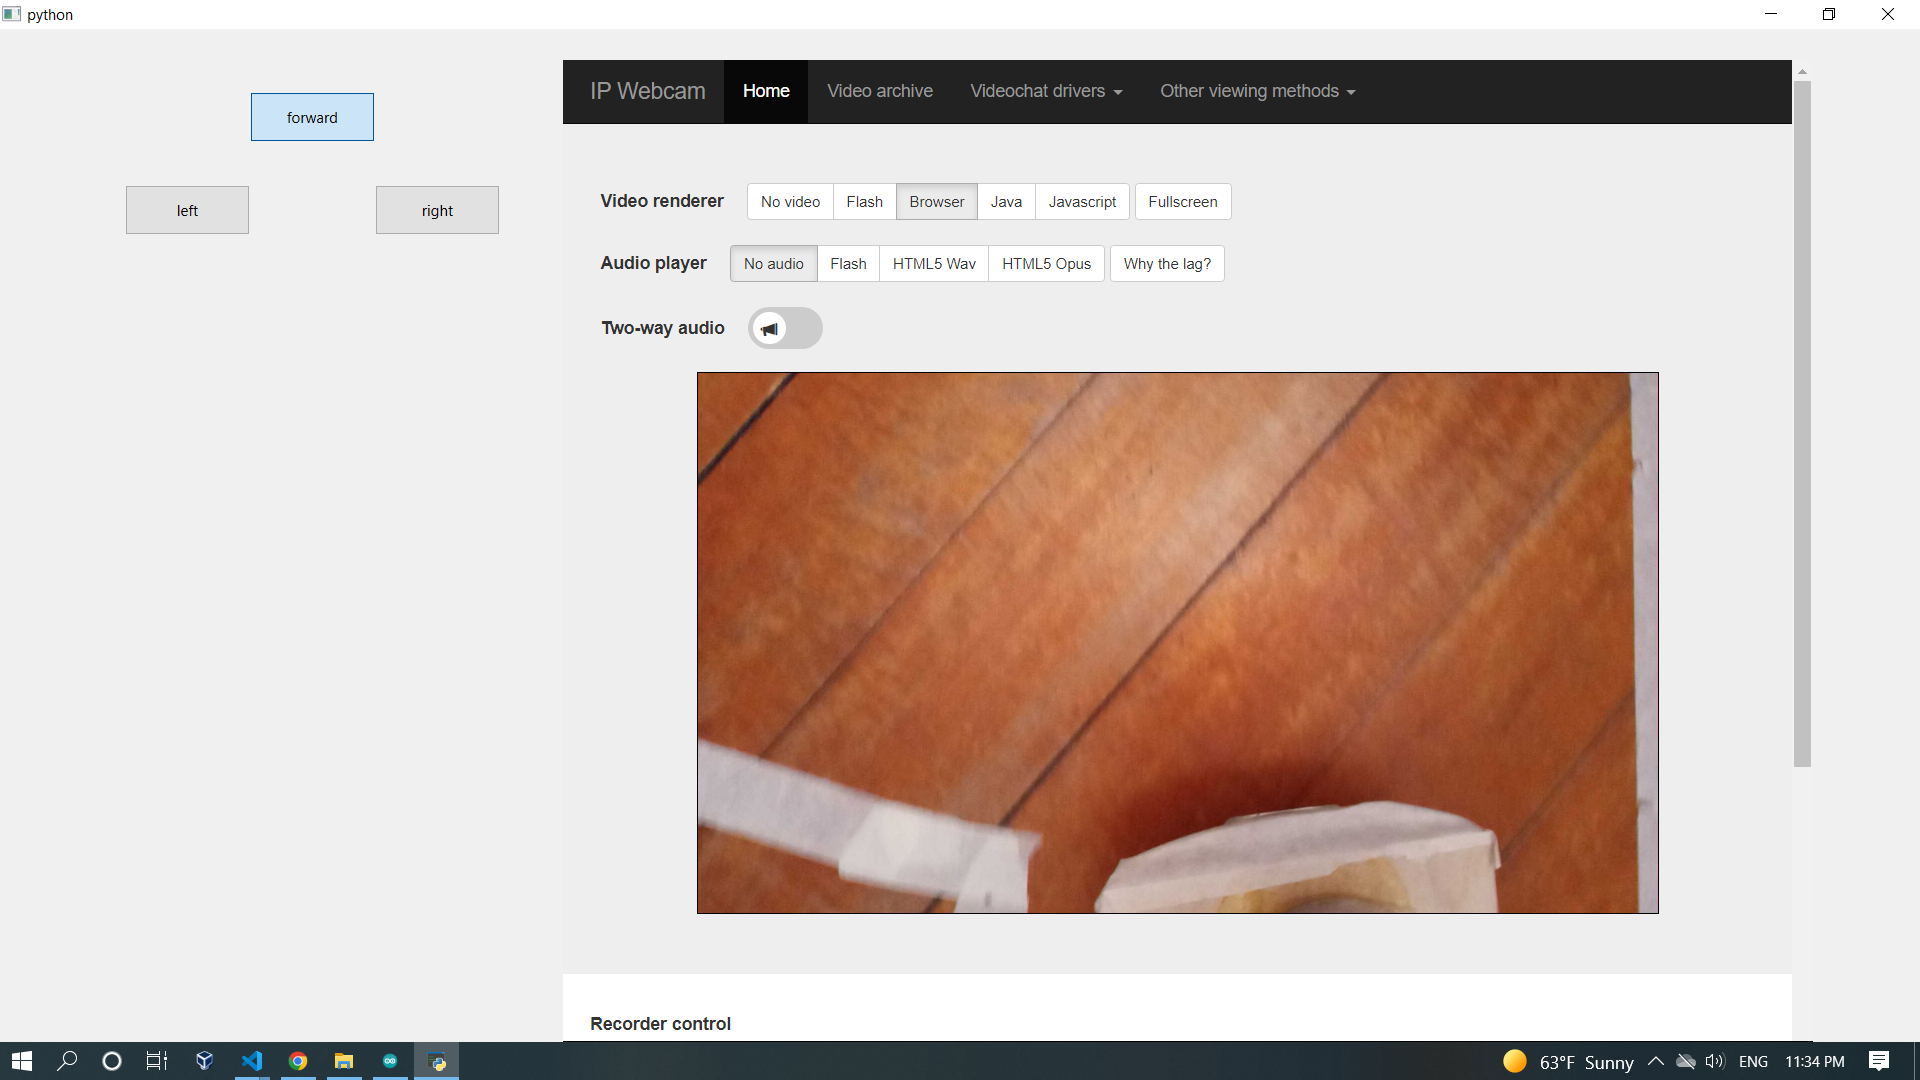 python
forward
left
right
IP Webcam Home Video archive Videochat drivers Other viewing methods
Video renderer No video Flash Browser Java Javascript Fullscreen
Audio player No audio Flash HTML5 Wav HTML5 Opus Why the lag?
Two-way audio
Recorder control
63°F Sunny ENG 11:34 PM